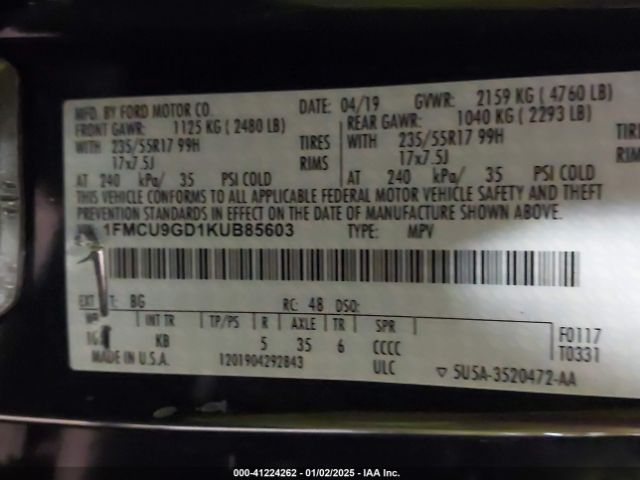 MFD. BY FORD MOTOR CO. DATE: 04/19 GVWR: 2159 KG ( 4760 LB)
FRONT GAWR: 1125 KG ( 2480 LB) REAR GAWR: 1040 KG ( 2293 LB)
WITH 235/55R17 99H TIRES WITH 235/55R17 99H TIRE
17x7.5J RIMS 17x7.5J RIM
AT 240 kPa/ 35 PSI COLD AT 240 kPa/ 35 PSI COLD
THIS VEHICLE CONFORMS TO ALL APPLICABLE FEDERAL MOTOR VEHICLE SAFETY AND THEFT
PREVENTION STANDARDS IN EFFECT ON THE DATE OF MANUFACTURE SHOWN ABOVE.
1FMCU9GD1KUB85603 TYPE: MPV
EXT T: BG RC: 48 DSO:
INT TR TP/PS R AXLE TR SPR
KB 5 35 6 CCCC
MADE IN U.S.A. 1201904292843 ULC
F0117
T0331
▽ 5U5A-3520472-AA
000-41224262 - 01/02/2025 - IAA Inc.